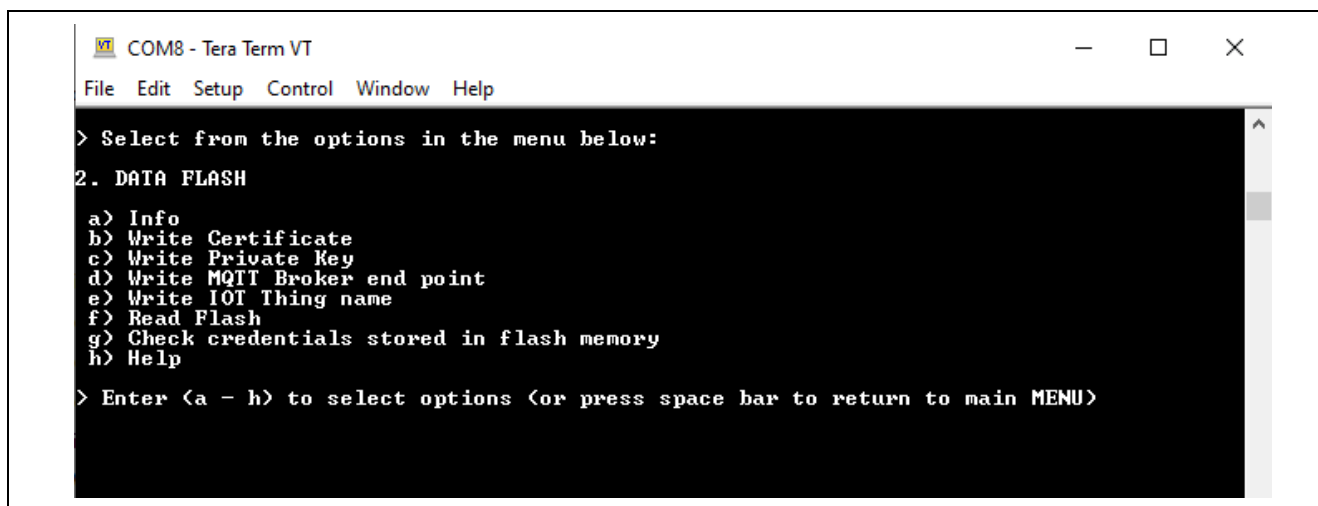 COM8 - Tera Term VT
File Edit Setup Control Window Help
> Select from the options in the menu below:
2. DATA FLASH
a) Info
b) Write Certificate
c) Write Private Key
d) Write MQTT Broker end point
e) Write IOT Thing name
f) Read Flash
g) Check credentials stored in flash memory
h) Help
> Enter (a - h) to select options (or press space bar to return to main MENU)